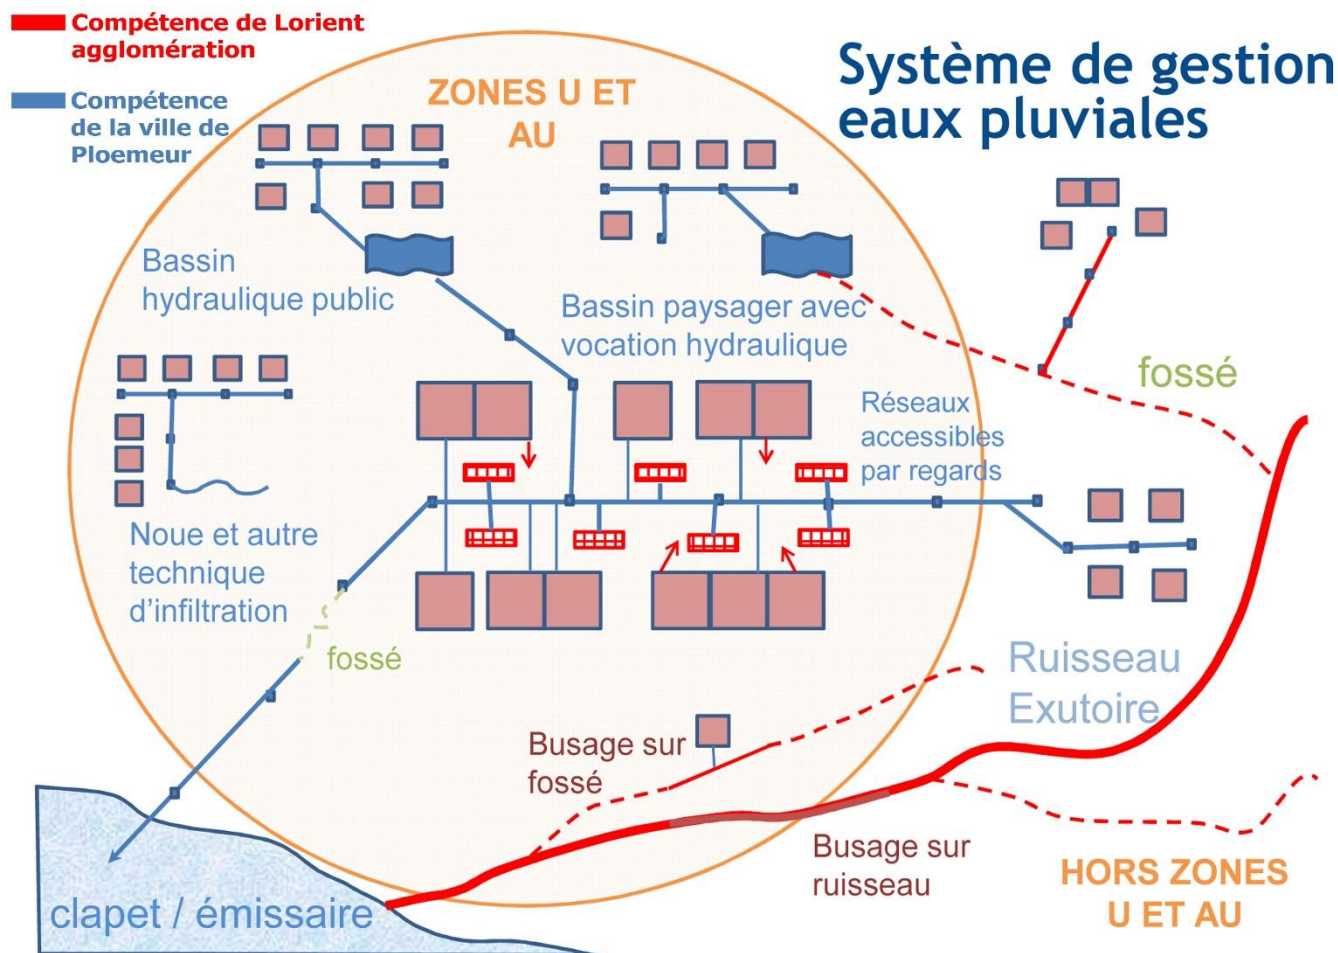 Compétence de Lorient
agglomération
Compétence
de la ville de
Ploemeur
Système de gestion
eaux pluviales
ZONES U ET
AU
Bassin
hydraulique public
Bassin paysager avec
vocation hydraulique
fossé
Réseaux
accessibles
par regards
Noue et autre
technique
d’infiltration
fossé
Ruisseau
Exutoire
Busage sur
fossé
Busage sur
ruisseau
HORS ZONES
U ET AU
clapet / émissaire